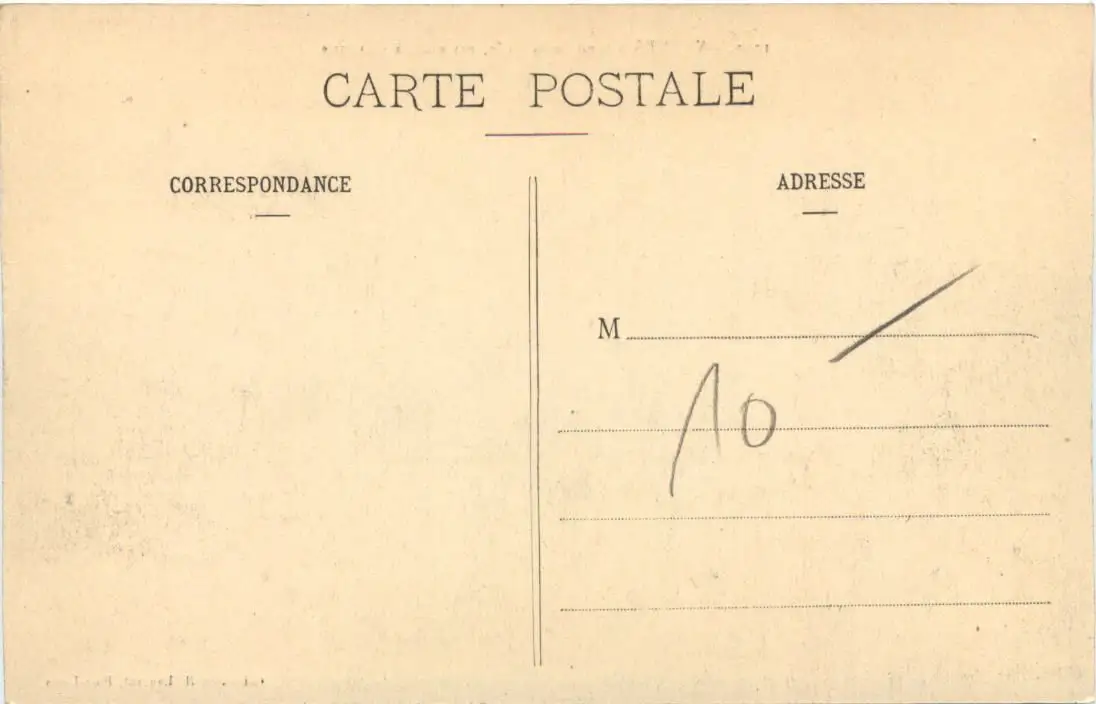 CARTE POSTALE
CORRESPONDANCE
ADRESSE
M
10